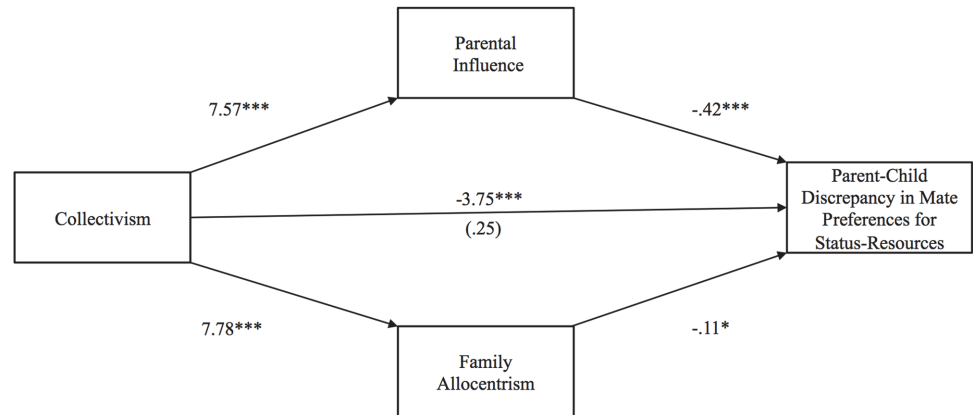 Parental
Influence
7.57***
-.42***
Collectivism
-3.75***
(.25)
Parent-Child
Discrepancy in Mate
Preferences for
Status-Resources
7.78***
-.11*
Family
Allocentrism